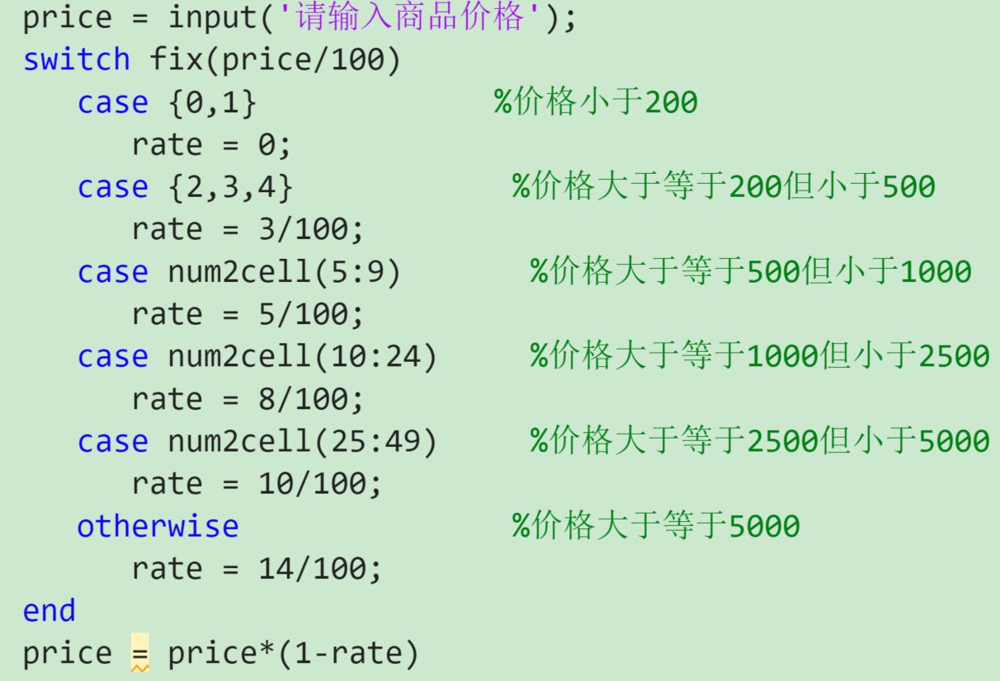 price = input('请输入商品价格');
switch fix(price/100)
case {0,1} %价格小于200
rate = 0;
case {2,3,4} %价格大于等于200但小于500
rate = 3/100;
case num2cell(5:9) %价格大于等于500但小于1000
rate = 5/100;
case num2cell(10:24) %价格大于等于1000但小于2500
rate = 8/100;
case num2cell(25:49) %价格大于等于2500但小于5000
rate = 10/100;
otherwise %价格大于等于5000
rate = 14/100;
end
price = price*(1-rate)